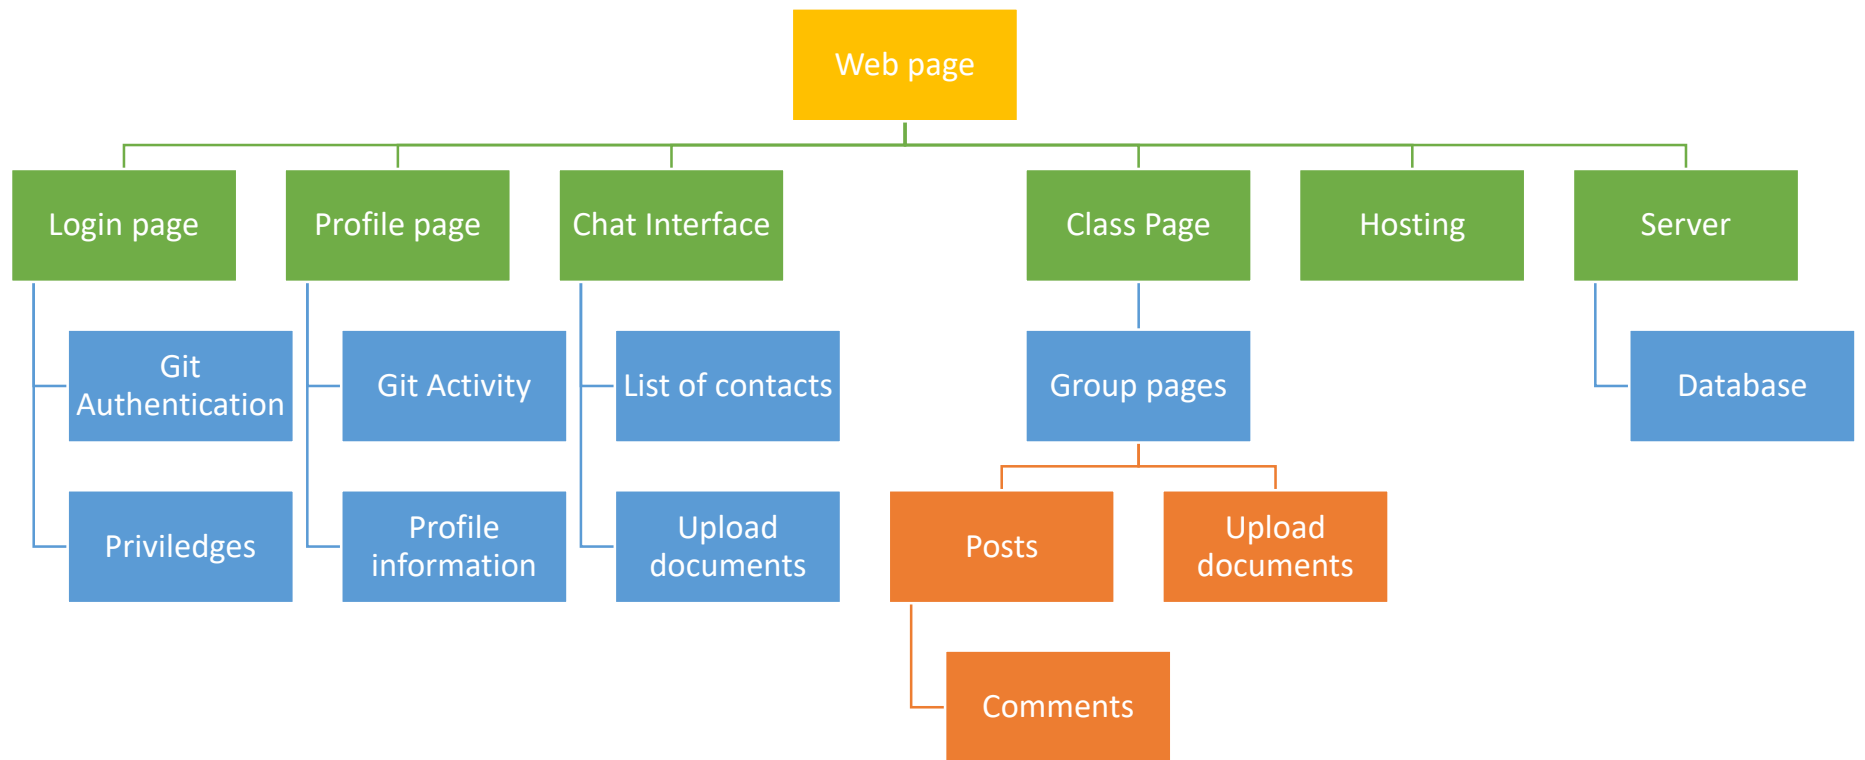 Web page
Login page
Profile page
Chat Interface
Class Page
Hosting
Server
Git
Authentication
Git Activity
List of contacts
Group pages
Database
Priviledges
Profile
information
Upload
documents
Posts
Upload
documents
Comments